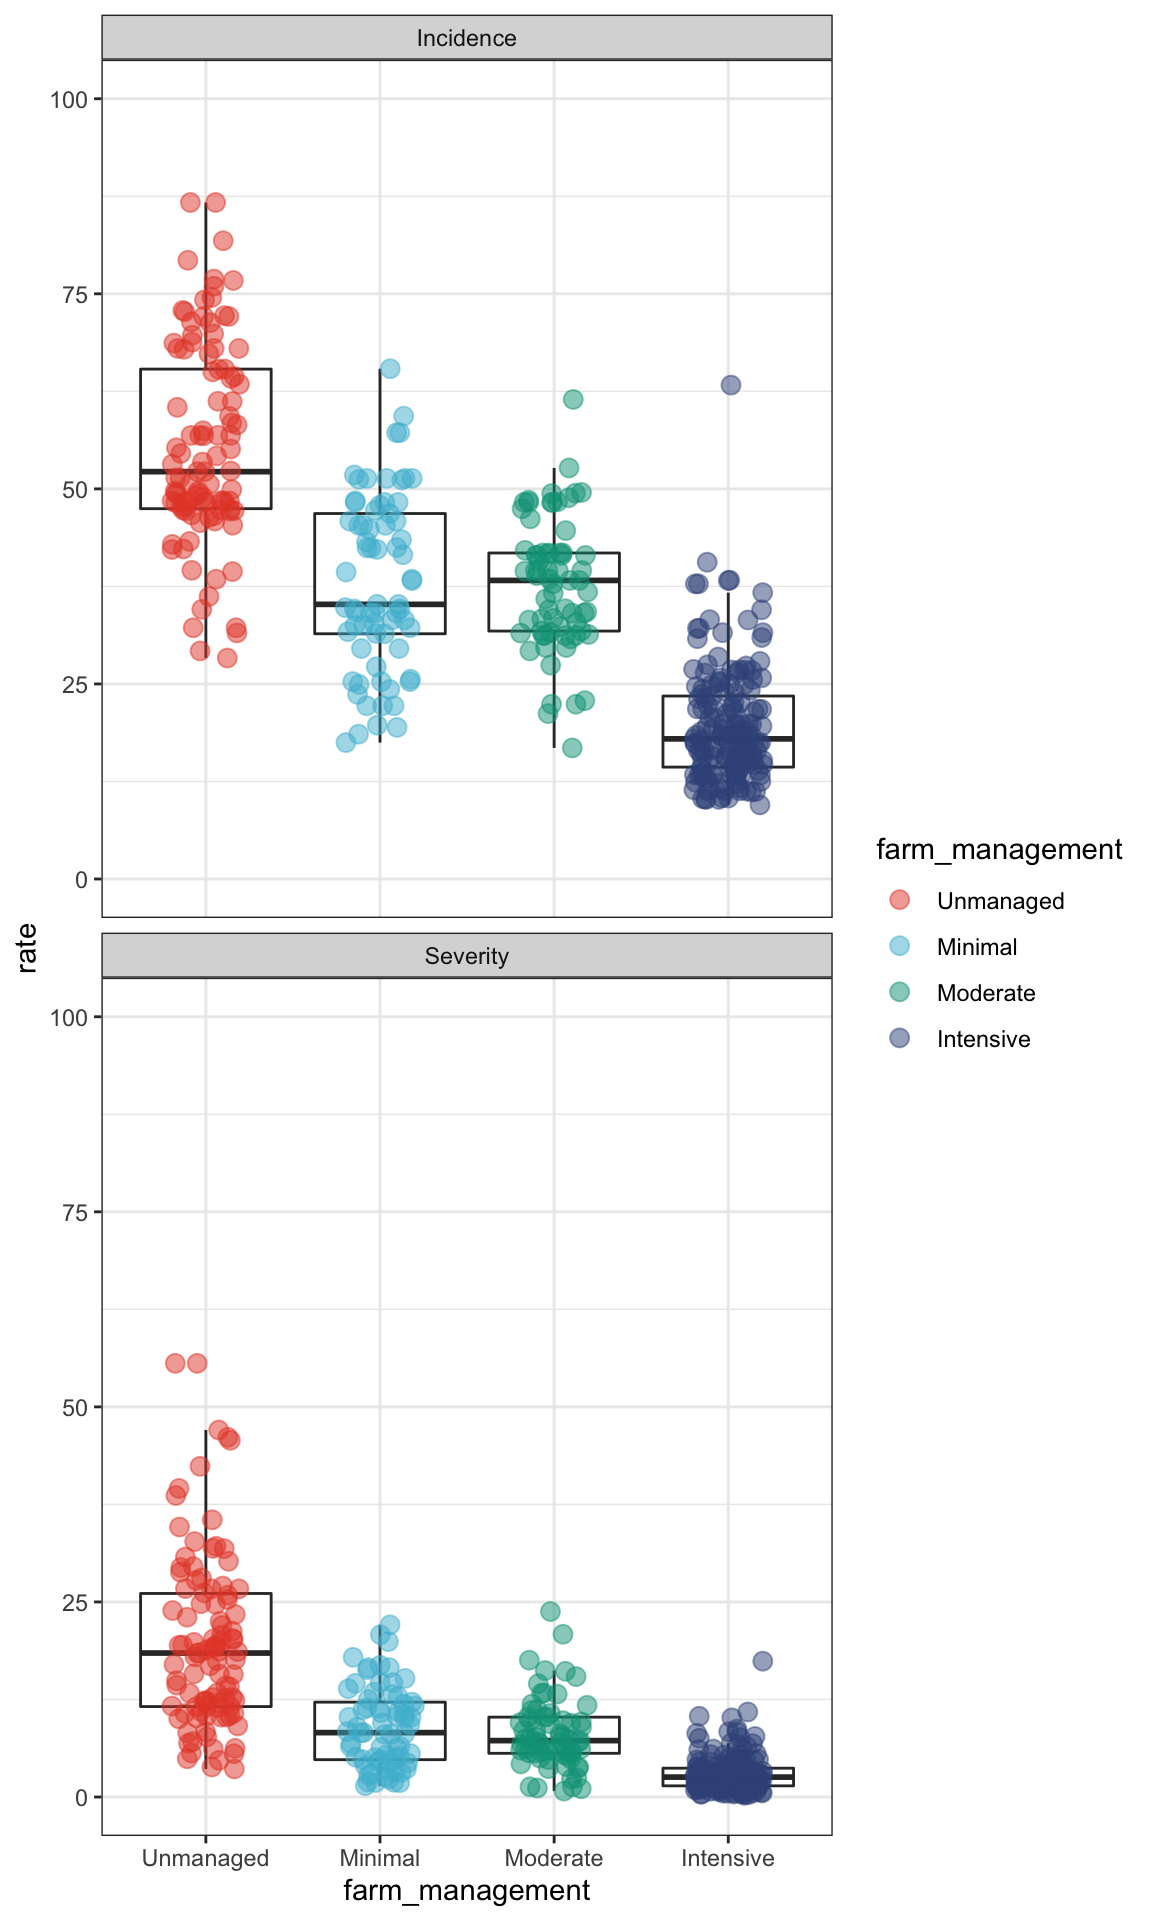 Incidence
100
75
50
25
0
rate
Severity
100
75
50
25
0
Unmanaged Minimal Moderate Intensive
farm_management
farm_management
Unmanaged
Minimal
Moderate
Intensive